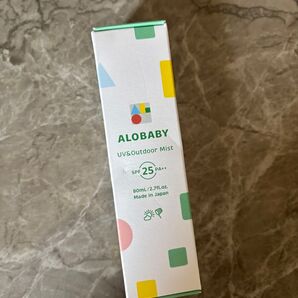 ALOBABY
UV&Outdoor Mist
SPF 25 PA++
80mL/2.7fl.oz.
Made in Japan